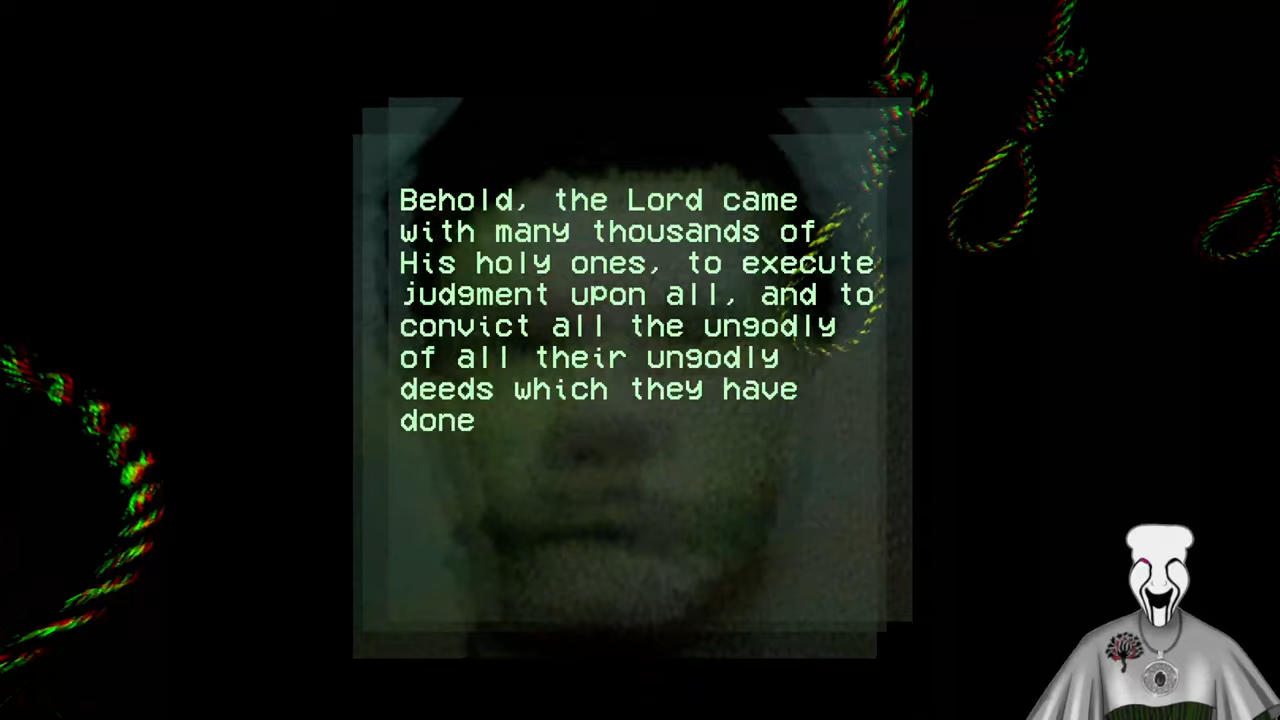 Behold, the Lord came
with many thousands of
His holy ones, to execute
judgment upon all, and to
convict all the ungodly
of all their ungodly
deeds which they have
done